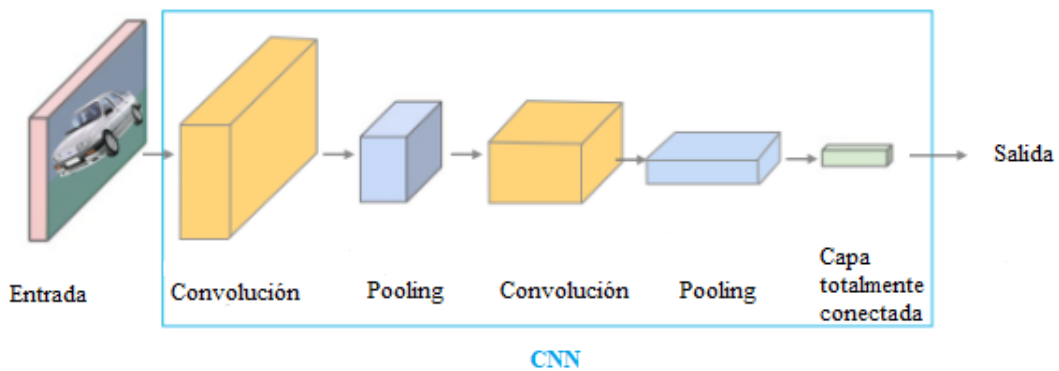 Entrada
Convolución
Pooling
Convolución
Pooling
Capa
totalmente
conectada
Salida
CNN